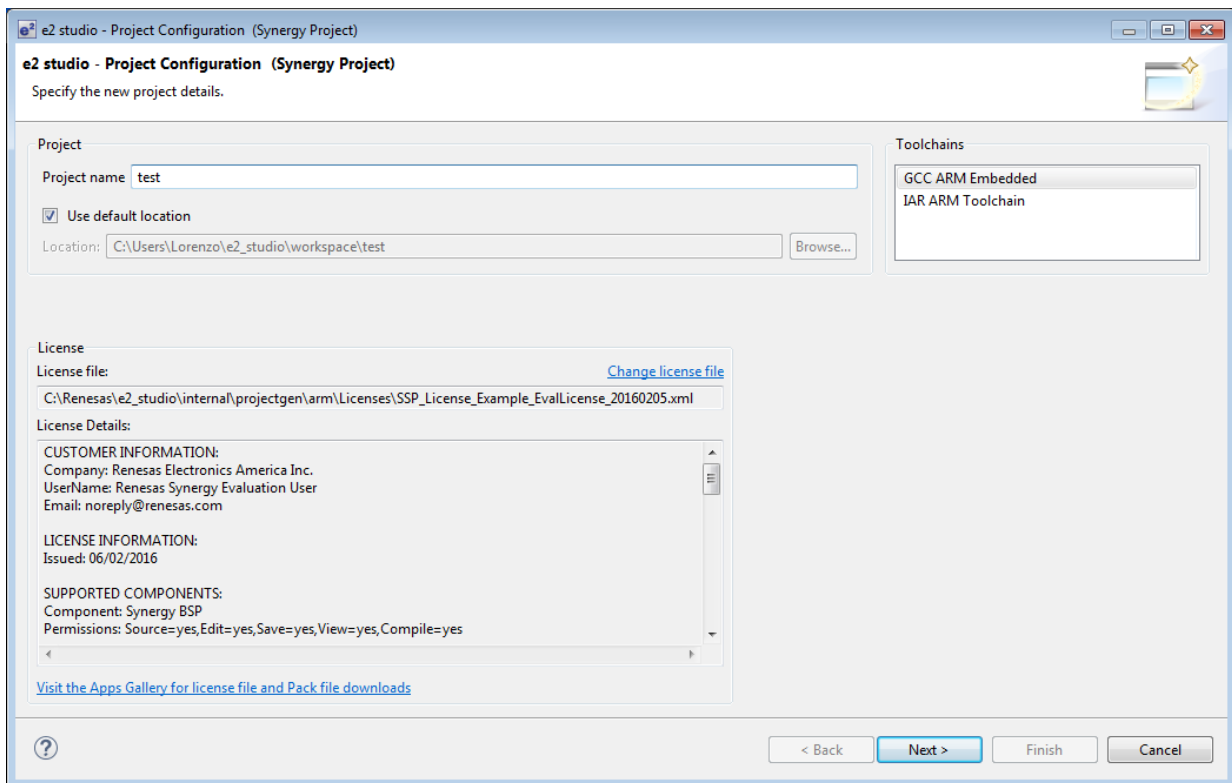 e² e2 studio - Project Configuration  (Synergy Project)
e2 studio - Project Configuration  (Synergy Project)
Specify the new project details.
Project
Project name test
Use default location
Location: C:\Users\Lorenzo\e2_studio\workspace\test Browse...
Toolchains
GCC ARM Embedded
IAR ARM Toolchain
License
License file: Change license file
C:\Renesas\e2_studio\internal\projectgen\arm\Licenses\SSP_License_Example_EvalLicense_20160205.xml
License Details:
CUSTOMER INFORMATION:
Company: Renesas Electronics America Inc.
UserName: Renesas Synergy Evaluation User
Email: noreply@renesas.com
LICENSE INFORMATION:
Issued: 06/02/2016
SUPPORTED COMPONENTS:
Component: Synergy BSP
Permissions: Source=yes,Edit=yes,Save=yes,View=yes,Compile=yes
Visit the Apps Gallery for license file and Pack file downloads
? < Back Next > Finish Cancel